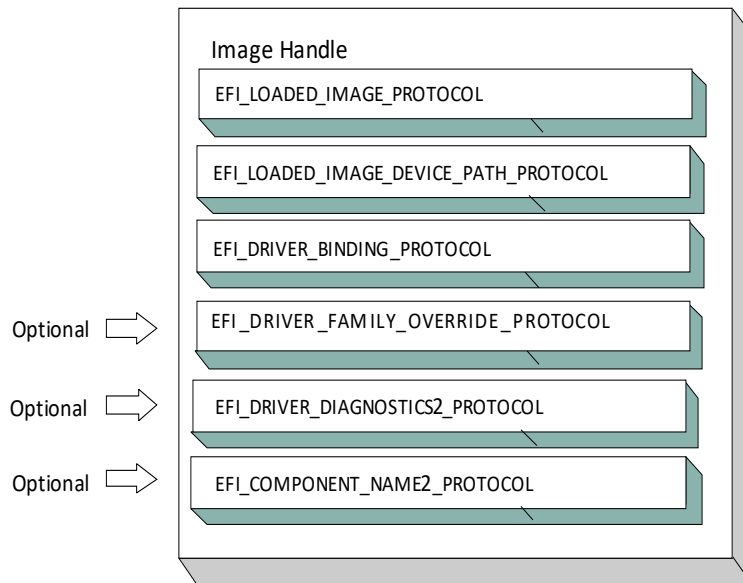 Image Handle
EFI_LOADED_IMAGE_PROTOCOL
EFI_LOADED_IMAGE_DEVICE_PATH_PROTOCOL
EFI_DRIVER_BINDING_PROTOCOL
Optional EFI_DRIVER_FAMILY_OVERRIDE_PROTOCOL
Optional EFI_DRIVER_DIAGNOSTICS2_PROTOCOL
Optional EFI_COMPONENT_NAME2_PROTOCOL